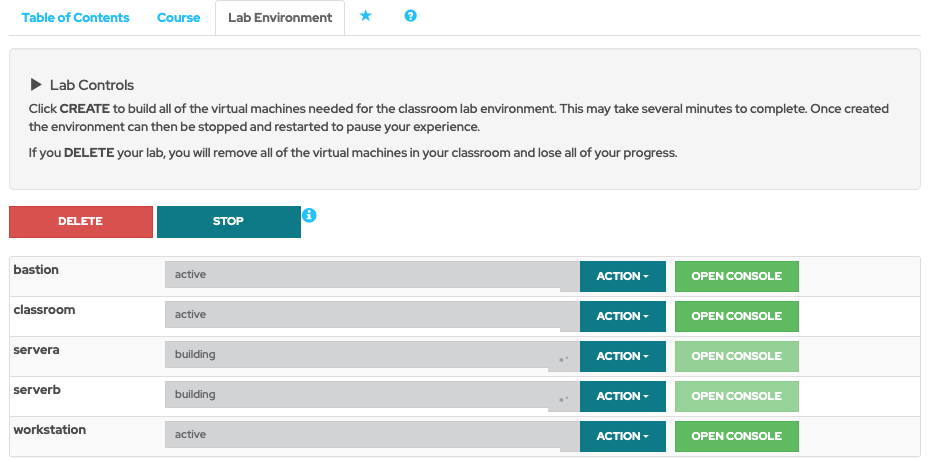 Table of Contents Course Lab Environment
Lab Controls
Click CREATE to build all of the virtual machines needed for the classroom lab environment. This may take several minutes to complete. Once created
the environment can then be stopped and restarted to pause your experience.
If you DELETE your lab, you will remove all of the virtual machines in your classroom and lose all of your progress.
DELETE STOP
bastion active ACTION OPEN CONSOLE
classroom active ACTION OPEN CONSOLE
servera building ACTION OPEN CONSOLE
serverb building ACTION OPEN CONSOLE
workstation active ACTION OPEN CONSOLE